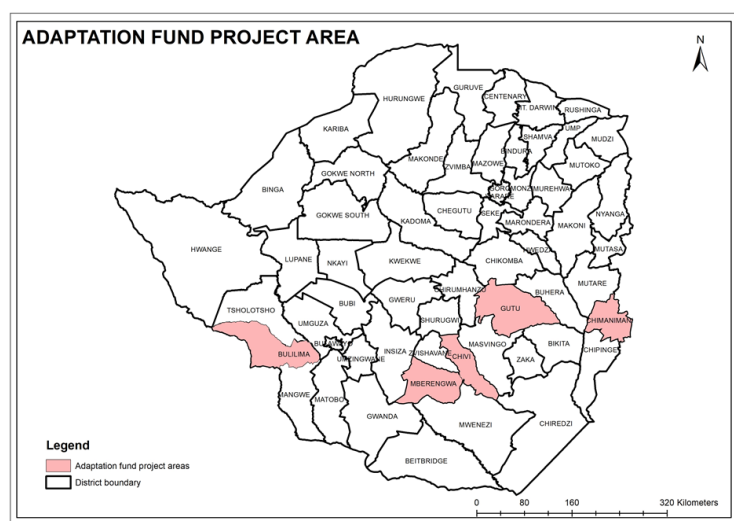 ADAPTATION FUND PROJECT AREA
N
HURUNGWE
GURUVE
CENTENARY
MT. DARWIN
RUSHINGA
KARIBA
SHAMVA
UMP
MUDZI
BINDURA
MAKONDE
ZVIMBA
MAZOWE
MUTOKO
GOKWE NORTH
BINGA
GOROMONZI
MUREHWA
HARARE
GOKWE SOUTH
CHEGUTU
SEKE
NYANGA
KADOMA
MARONDERA
MAKONI
HWANGE
HWEDZA
MUTASA
LUPANE
NKAYI
KWEKWE
CHIKOMBA
MUTARE
CHIRUMHANZU
BUHERA
TSHOLOTSHO
BUBI
GWERU
GUTU
UMGUZA
SHURUGWI
CHIMANIMANI
BULAWAYO
MASVINGO
BIKITA
CHIPINGE
BULILIMA
UMZINGWANE
INSIZA
ZVISHAVANE
CHIVI
ZAKA
MBERENGWA
MANGWE
MATOBO
GWANDA
MWENEZI
CHIREDZI
BEITBRIDGE
Legend
Adaptation fund project areas
District boundary
0 80 160 320 Kilometers